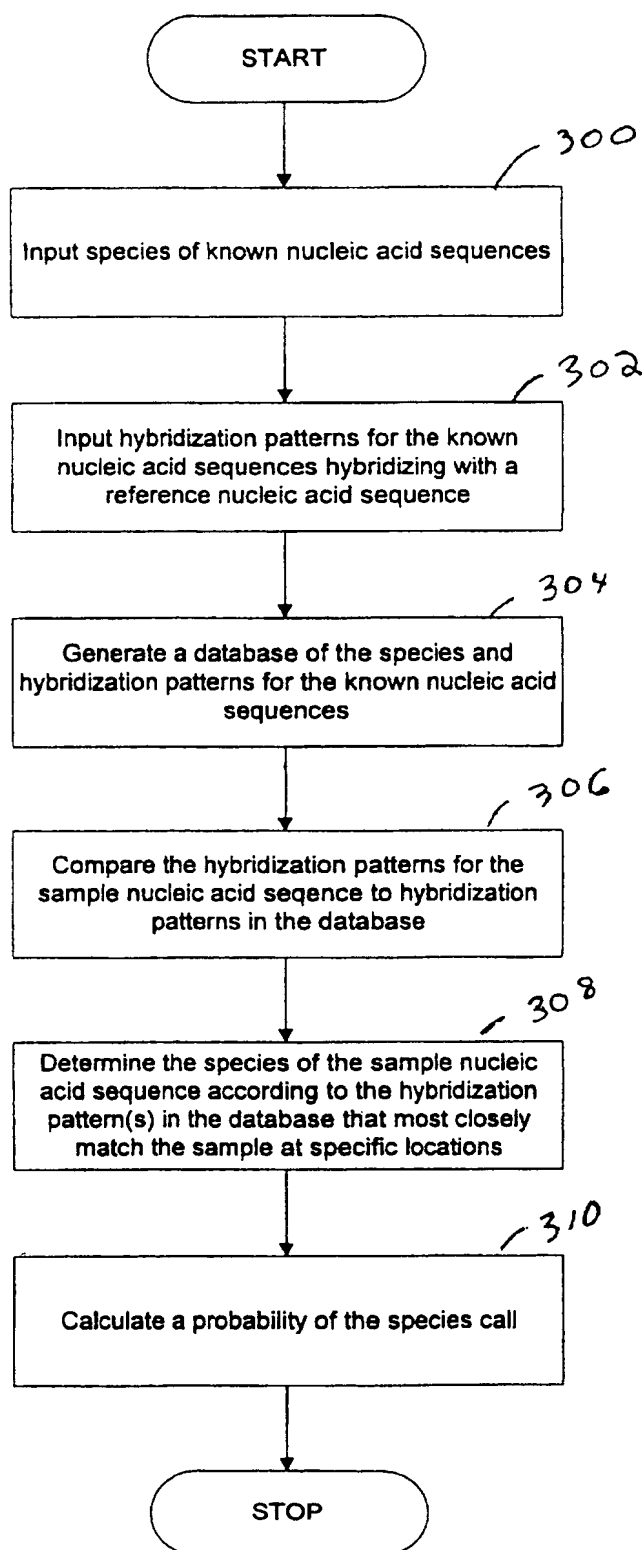 START
300
Input species of known nucleic acid sequences
302
Input hybridization patterns for the known
nucleic acid sequences hybridizing with a
reference nucleic acid sequence
304
Generate a database of the species and
hybridization patterns for the known nucleic acid
sequences
306
Compare the hybridization patterns for the
sample nucleic acid seqence to hybridization
patterns in the database
308
Determine the species of the sample nucleic
acid sequence according to the hybridization
pattern(s) in the database that most closely
match the sample at specific locations
310
Calculate a probability of the species call
STOP